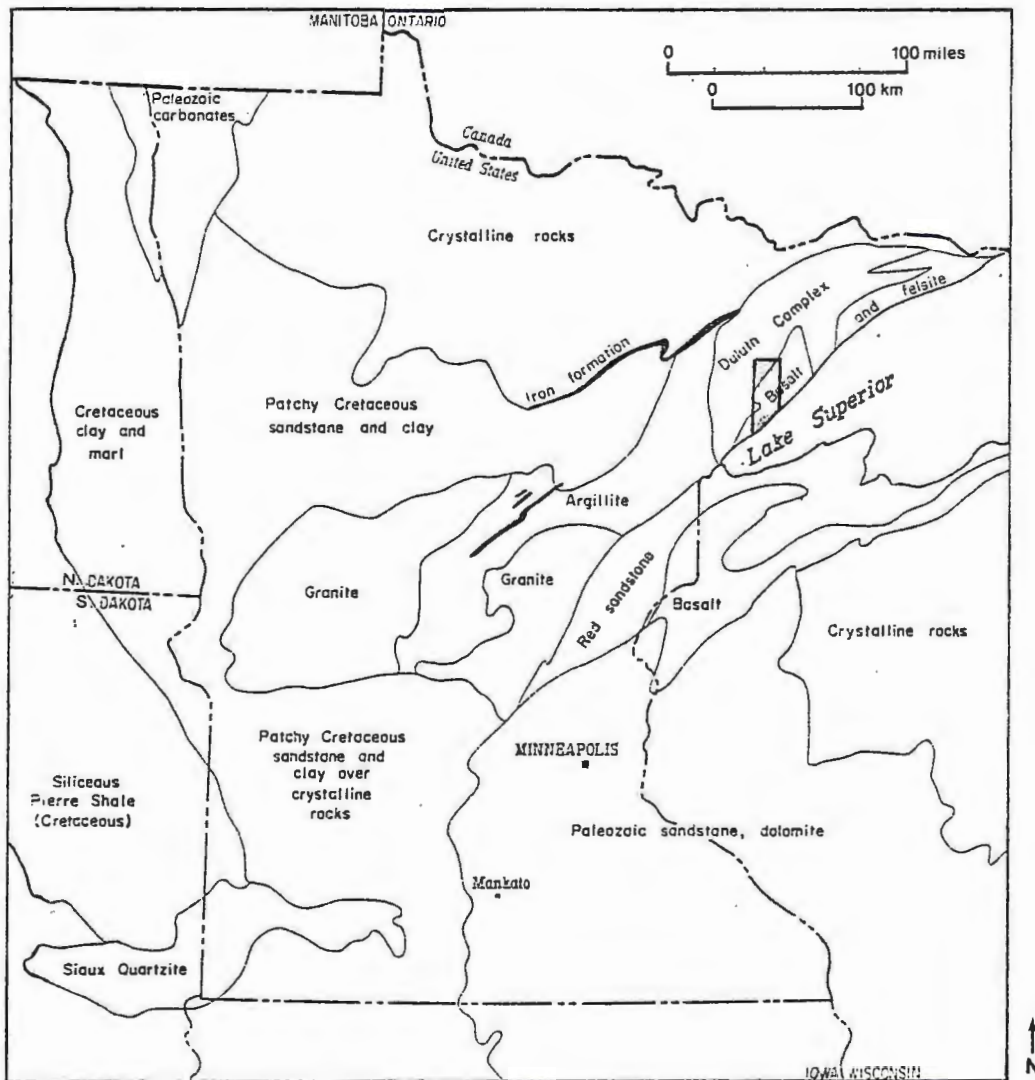 MANITOBA ONTARIO
0 100 miles
0 100 km
Paleozoic
carbonates
Canada
United States
Crystalline rocks
Duluth Complex
and felsite
Basalt
Iron formation
Lake Superior
Patchy Cretaceous
sandstone and clay
Cretaceous
clay and
marl
Argillite
N. DAKOTA
S. DAKOTA
Granite
Granite
Red sandstone
Basalt
Crystalline rocks
Patchy Cretaceous
sandstone and
clay over
crystalline
rocks
MINNEAPOLIS
Siliceous
Pierre Shale
(Cretaceous)
Paleozoic sandstone, dolomite
Mankato
Sioux Quartzite
IOWA WISCONSIN
N